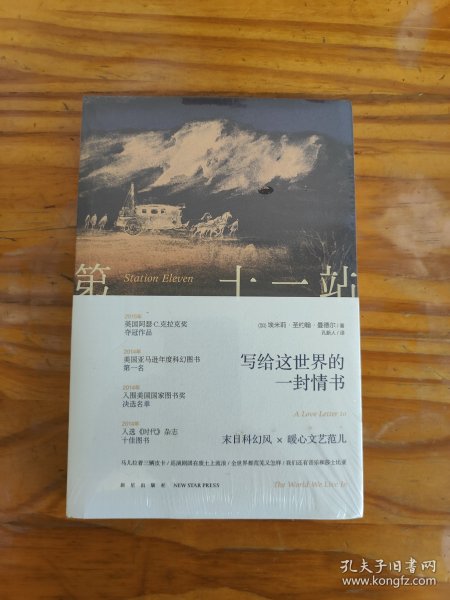 Station Eleven
第十一站
[加] 埃米莉·圣约翰·曼德尔 / 著
孔新人 / 译
2015年
英国阿瑟·C.克拉克奖
夺冠作品
2014年
美国亚马逊年度科幻图书
第一名
2014年
入围美国国家图书奖
决选名单
2014年
入选《时代》杂志
十佳图书
写给这世界的
一封情书
A Love Letter to
末日科幻风 × 暖心文艺范儿
The World We Live In
新星出版社 NEW STAR PRESS
孔夫子旧书网
www.kongfz.com